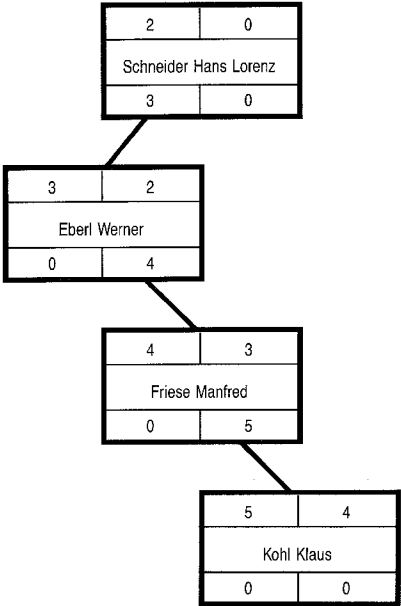 2 0
Schneider Hans Lorenz
3 0
3 2
Eberl Werner
0 4
4 3
Friese Manfred
0 5
5 4
Kohl Klaus
0 0